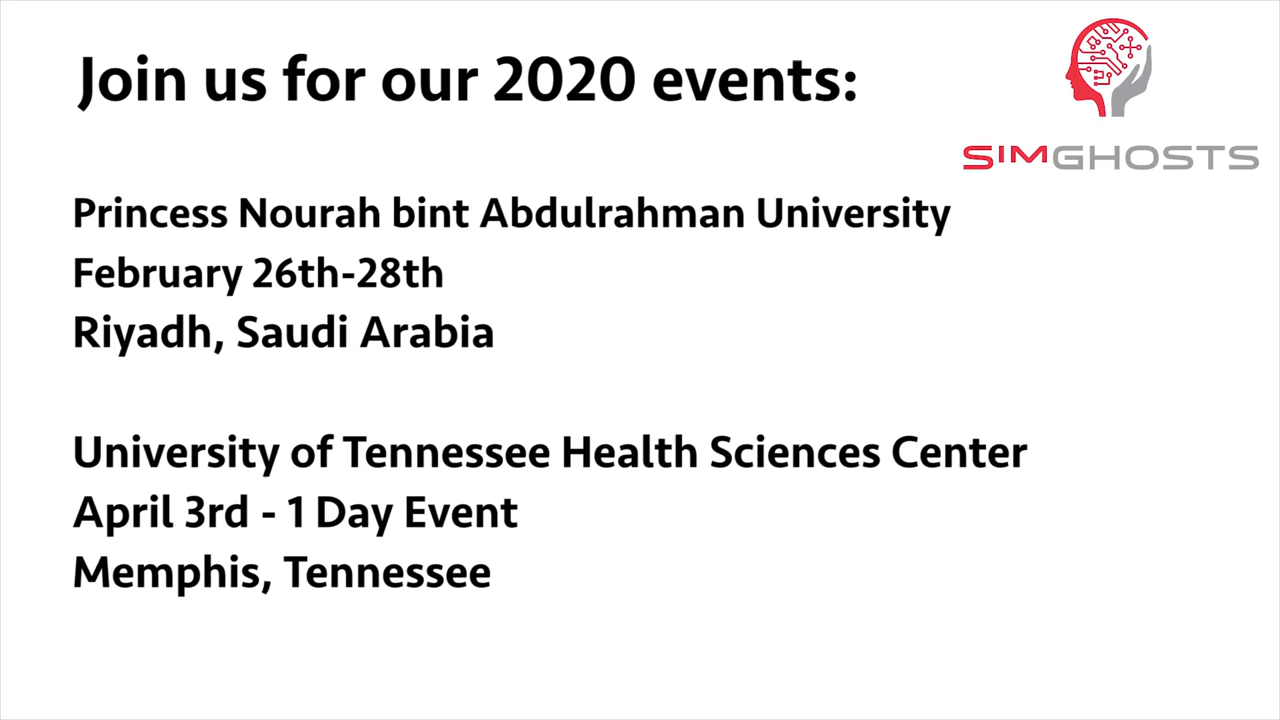 Join us for our 2020 events:
SIMGHOSTS
Princess Nourah bint Abdulrahman University
February 26th-28th
Riyadh, Saudi Arabia
University of Tennessee Health Sciences Center
April 3rd - 1 Day Event
Memphis, Tennessee